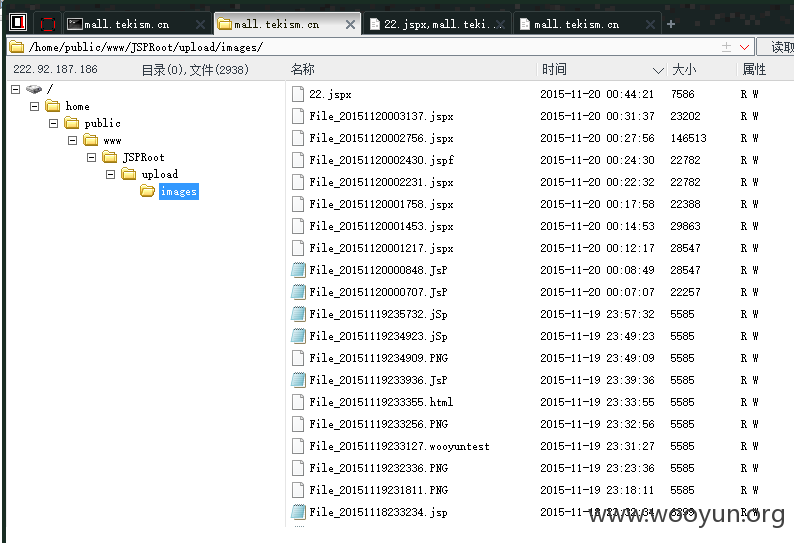 mall.tekism.cn mall.tekism.cn 22.jspx,mall.teki... mall.tekism.cn
/home/public/www/JSPRoot/upload/images/ 读取
222.92.187.186 目录(0),文件(2938) 名称 时间 大小 属性
/
home
public
www
JSPRoot
upload
images
22.jspx 2015-11-20 00:44:21 7586 R W
File_20151120003137.jspx 2015-11-20 00:31:37 23202 R W
File_20151120002756.jspx 2015-11-20 00:27:56 146513 R W
File_20151120002430.jspf 2015-11-20 00:24:30 22782 R W
File_20151120002231.jspx 2015-11-20 00:22:32 22782 R W
File_20151120001758.jspx 2015-11-20 00:17:58 22388 R W
File_20151120001453.jspx 2015-11-20 00:14:53 29863 R W
File_20151120001217.jspx 2015-11-20 00:12:17 28547 R W
File_20151120000848.JsP 2015-11-20 00:08:49 28547 R W
File_20151120000707.JsP 2015-11-20 00:07:07 22257 R W
File_20151119235732.jSp 2015-11-19 23:57:32 5585 R W
File_20151119234923.jSp 2015-11-19 23:49:23 5585 R W
File_20151119234909.PNG 2015-11-19 23:49:09 5585 R W
File_20151119233936.JsP 2015-11-19 23:39:36 5585 R W
File_20151119233355.html 2015-11-19 23:33:55 5585 R W
File_20151119233256.PNG 2015-11-19 23:32:56 5585 R W
File_20151119233127.wooyuntest 2015-11-19 23:31:27 5585 R W
File_20151119232336.PNG 2015-11-19 23:23:36 5585 R W
File_20151119231811.PNG 2015-11-19 23:18:11 5585 R W
File_20151118233234.jsp 2015-11-18 23:32:34 R W
www.wooyun.org